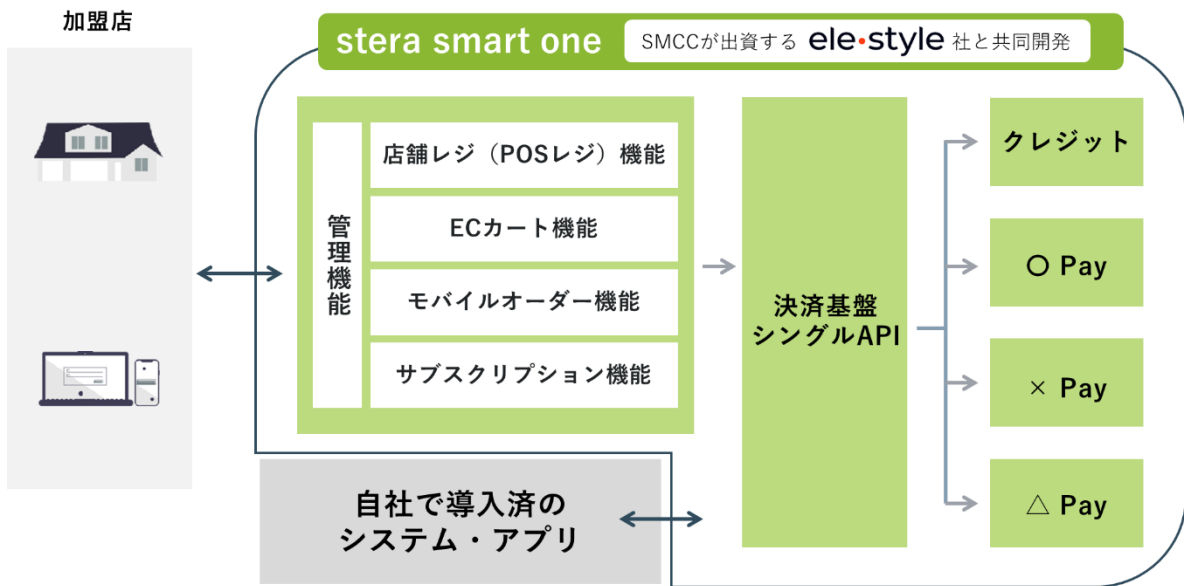 加盟店
stera smart one
SMCCが出資する ele•style 社と共同開発
管理機能
店舗レジ（POSレジ）機能
ECカート機能
モバイルオーダー機能
サブスクリプション機能
決済基盤
シングルAPI
クレジット
〇 Pay
× Pay
△ Pay
自社で導入済の
システム・アプリ